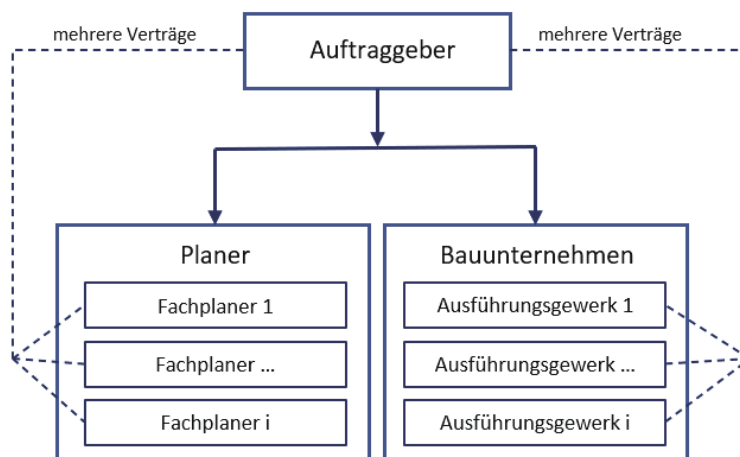 mehrere Verträge
Auftraggeber
mehrere Verträge
Planer
Fachplaner 1
Fachplaner ...
Fachplaner i
Bauunternehmen
Ausführungsgewerk 1
Ausführungsgewerk ...
Ausführungsgewerk i